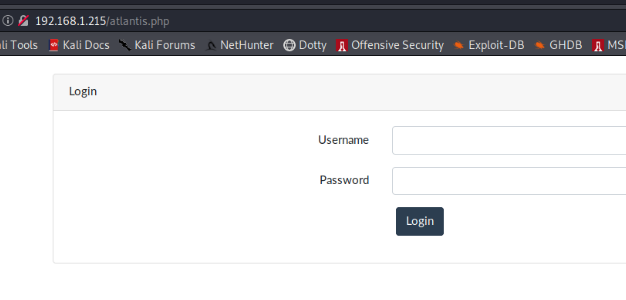 192.168.1.215/atlantis.php
li Tools Kali Docs Kali Forums NetHunter Dotty Offensive Security Exploit-DB GHDB MS
Login
Username
Password
Login